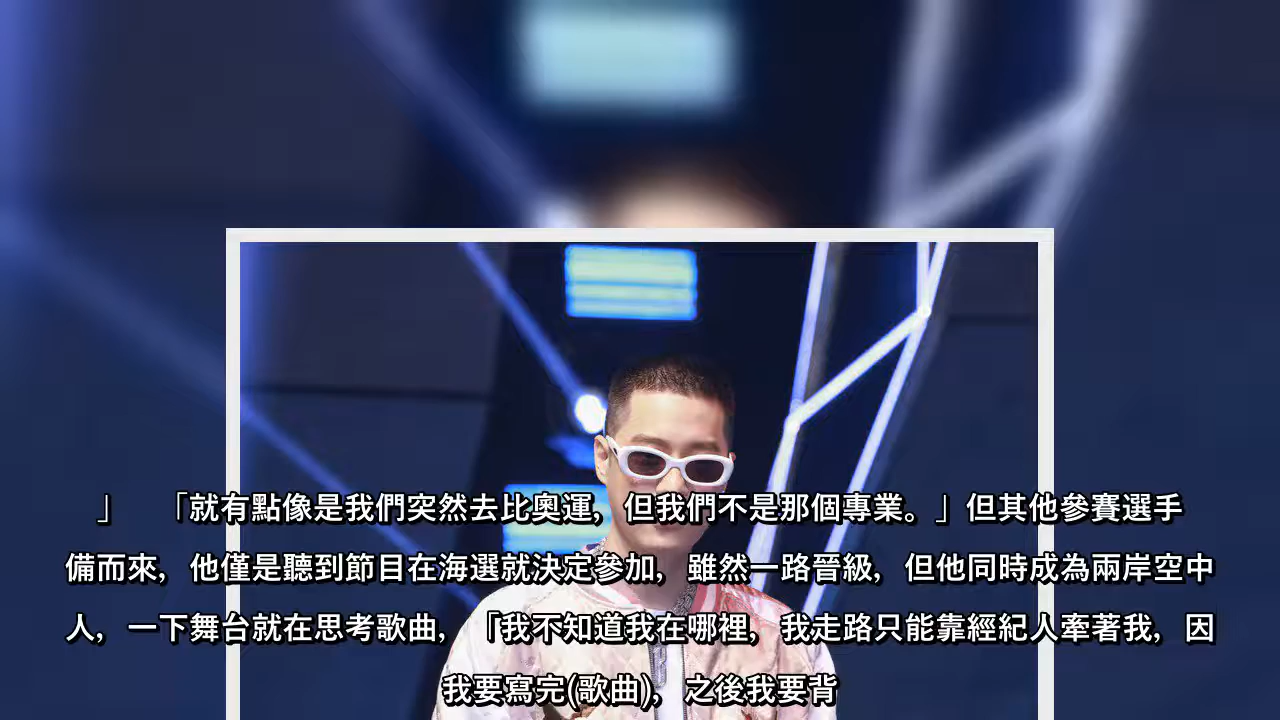 」 「就有點像是我們突然去比奧運，但我們不是那個專業。」但其他參賽選手
備而來，他僅是聽到節目在海選就決定參加，雖然一路晉級，但他同時成為兩岸空中
人，一下舞台就在思考歌曲，「我不知道我在哪裡，我走路只能靠經紀人牽著我，因
我要寫完(歌曲)，之後我要背